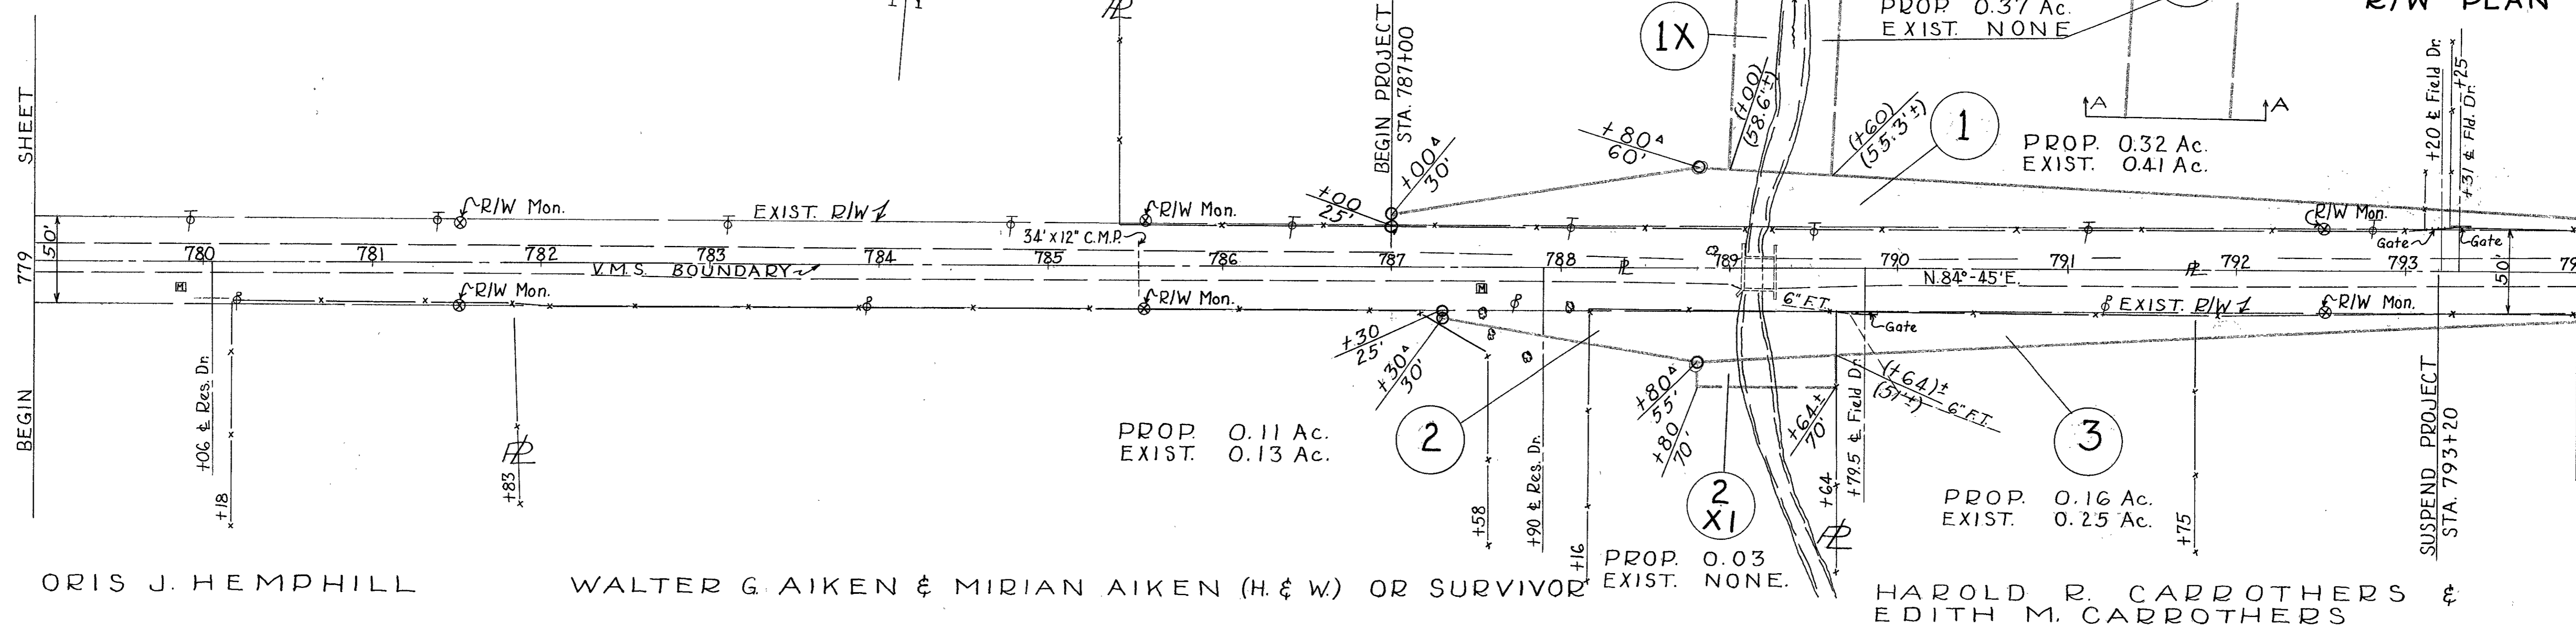 PROP. 0.37 Ac.
EXIST. NONE
R/W PLAN
1X
PL
BEGIN PROJECT
STA. 787+00
(+00)
(58.6'±)
(+60)
(55.3'±)
1
A A
PROP. 0.32 Ac.
EXIST. 0.41 Ac.
+20 ℄ Field Dr.
+25
+31 ℄ Fld. Dr.
SHEET
+80 △
60'
+00 △
30'
+00
25'
R/W Mon.
EXIST. R/W
R/W Mon.
R/W Mon.
34' X 12" C.M.P.
Gate
Gate
50'
779
780 781 782 783 784 785 786 787 788 789 790 791 792 793 79
V.M.S. BOUNDARY
PL
PL
N.84°-45'E.
50'
M
M
R/W Mon.
R/W Mon.
6" F.T.
EXIST. R/W
R/W Mon.
Gate
+30
25'
+30 △
30'
+80 △
55'
+80
70'
+64±
70'
(+64)±
(51'±)
6" F.T.
BEGIN
+06 ℄ Res. Dr.
+18
PL
+83
PROP. 0.11 Ac.
EXIST. 0.13 Ac.
2
+58
+90 ℄ Res. Dr.
+16
2
X1
PROP. 0.03
EXIST. NONE.
+64
PL
+79.5 ℄ Field Dr.
3
PROP. 0.16 Ac.
EXIST. 0.25 Ac.
+75
SUSPEND PROJECT
STA. 793+20
ORIS J. HEMPHILL
WALTER G. AIKEN & MIRIAN AIKEN (H. & W.) OR SURVIVOR
HAROLD R. CARROTHERS &
EDITH M. CARROTHERS